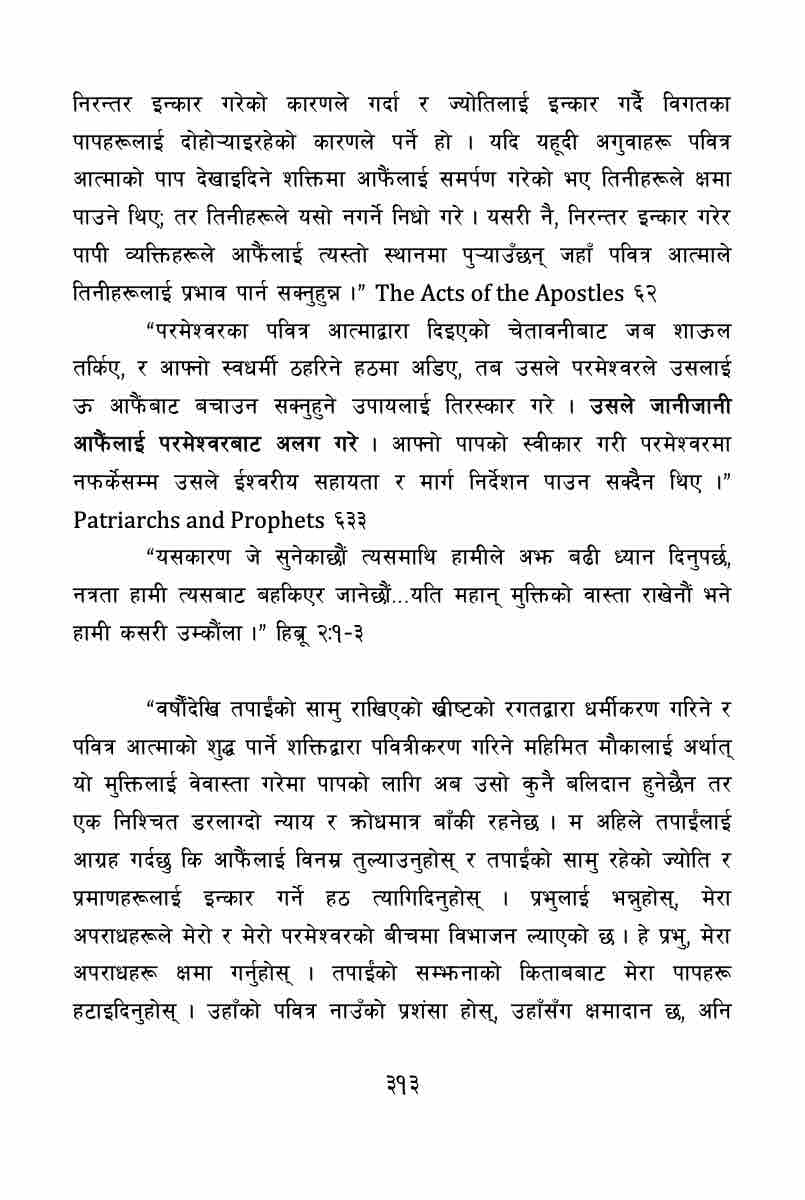 निरन्तर इन्कार गरेको कारणले गर्दा र ज्योतिलाई इन्कार गर्दै विगतका
पापहरूलाई दोहोर्‍याइरहेको कारणले पर्ने हो । यदि यहूदी अगुवाहरू पवित्र
आत्माको पाप देखाइदिने शक्तिमा आफैंलाई समर्पण गरेको भए तिनीहरूले क्षमा
पाउने थिए; तर तिनीहरूले यसो नगर्ने निधो गरे । यसरी नै, निरन्तर इन्कार गरेर
पापी व्यक्तिहरूले आफैंलाई त्यस्तो स्थानमा पुर्‍याउँछन् जहाँ पवित्र आत्माले
तिनीहरूलाई प्रभाव पार्न सक्नुहुन्न ।” The Acts of the Apostles ६२
“परमेश्वरका पवित्र आत्माद्वारा दिइएको चेतावनीबाट जब शाऊल
तर्किए, र आफ्नो स्वधर्मी ठहरिने हठमा अडिए, तब उसले परमेश्वरले उसलाई
ऊ आफैंबाट बचाउन सक्नुहुने उपायलाई तिरस्कार गरे । उसले जानीजानी
आफैंलाई परमेश्वरबाट अलग गरे । आफ्नो पापको स्वीकार गरी परमेश्वरमा
नफर्केसम्म उसले ईश्वरीय सहायता र मार्ग निर्देशन पाउन सक्दैन थिए ।”
Patriarchs and Prophets ६३३
“यसकारण जे सुनेकाछौं त्यसमाथि हामीले अझ बढी ध्यान दिनुपर्छ,
नत्रता हामी त्यसबाट बहकिएर जानेछौं...यति महान् मुक्तिको वास्ता राखेनौं भने
हामी कसरी उम्कौंला ।” हिब्रू २:१-३
“वर्षौंदेखि तपाईंको सामु राखिएको ख्रीष्टको रगतद्वारा धर्मीकरण गरिने र
पवित्र आत्माको शुद्ध पार्ने शक्तिद्वारा पवित्रीकरण गरिने महिमित मौकालाई अर्थात्
यो मुक्तिलाई वेवास्ता गरेमा पापको लागि अब उसो कुनै बलिदान हुनेछैन तर
एक निश्चित डरलाग्दो न्याय र क्रोधमात्र बाँकी रहनेछ । म अहिले तपाईंलाई
आग्रह गर्दछु कि आफैंलाई विनम्र तुल्याउनुहोस् र तपाईंको सामु रहेको ज्योति र
प्रमाणहरूलाई इन्कार गर्ने हठ त्यागिदिनुहोस् । प्रभुलाई भन्नुहोस्, मेरा
अपराधहरूले मेरो र मेरो परमेश्वरको बीचमा विभाजन ल्याएको छ । हे प्रभु, मेरा
अपराधहरू क्षमा गर्नुहोस् । तपाईंको सम्झनाको किताबबाट मेरा पापहरू
हटाइदिनुहोस् । उहाँको पवित्र नाउँको प्रशंसा होस्, उहाँसँग क्षमादान छ, अनि
३१३